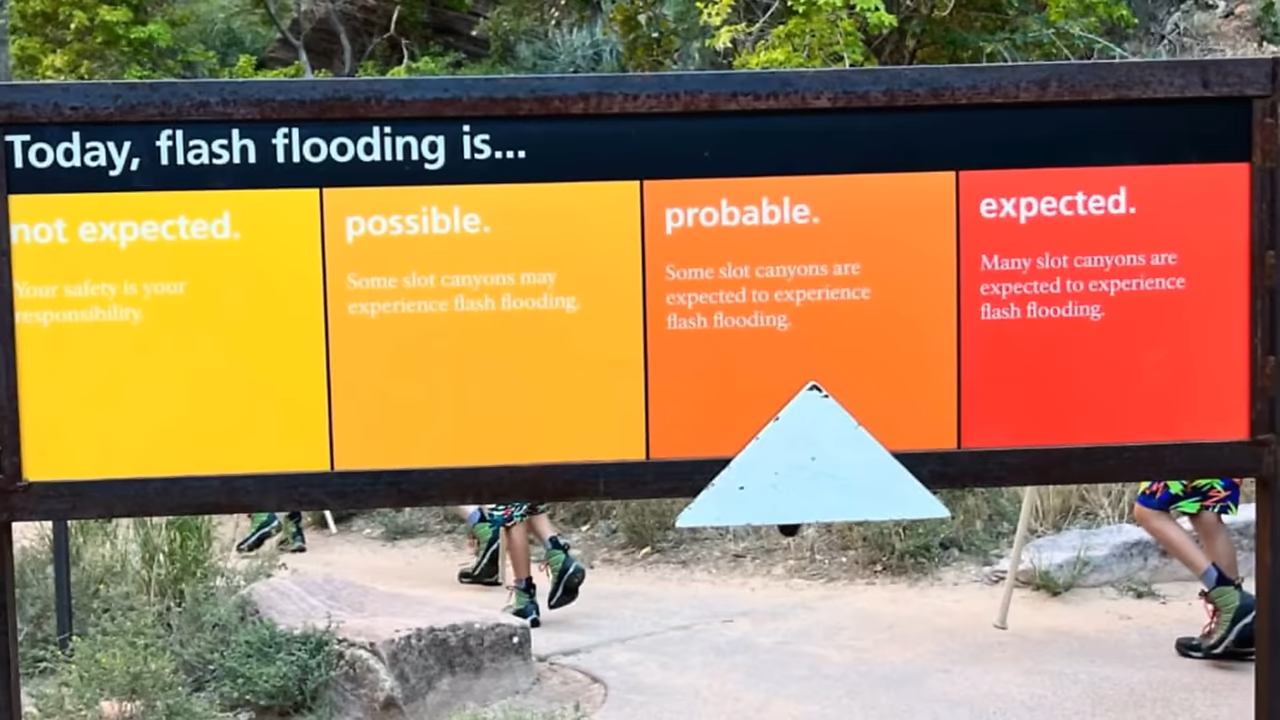 Today, flash flooding is...
not expected.
Your safety is your
responsibility.
possible.
Some slot canyons may
experience flash flooding.
probable.
Some slot canyons are
expected to experience
flash flooding.
expected.
Many slot canyons are
expected to experience
flash flooding.